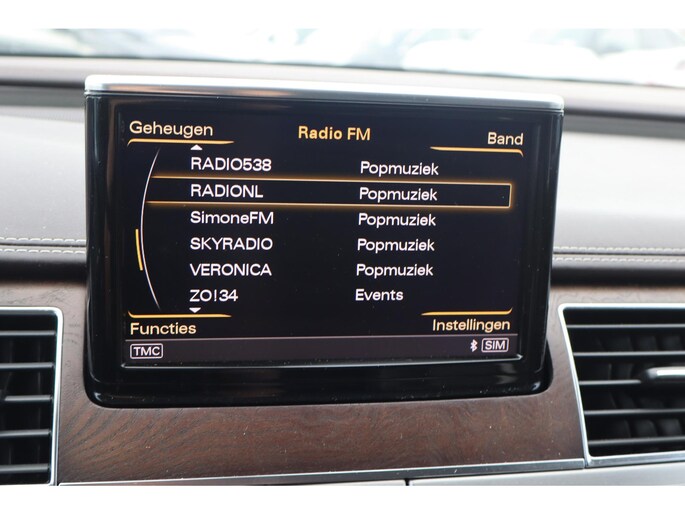 Geheugen Radio FM Band
RADIO538 Popmuziek
RADIONL Popmuziek
SimoneFM Popmuziek
SKYRADIO Popmuziek
VERONICA Popmuziek
ZO!34 Events
Functies Instellingen
TMC SIM